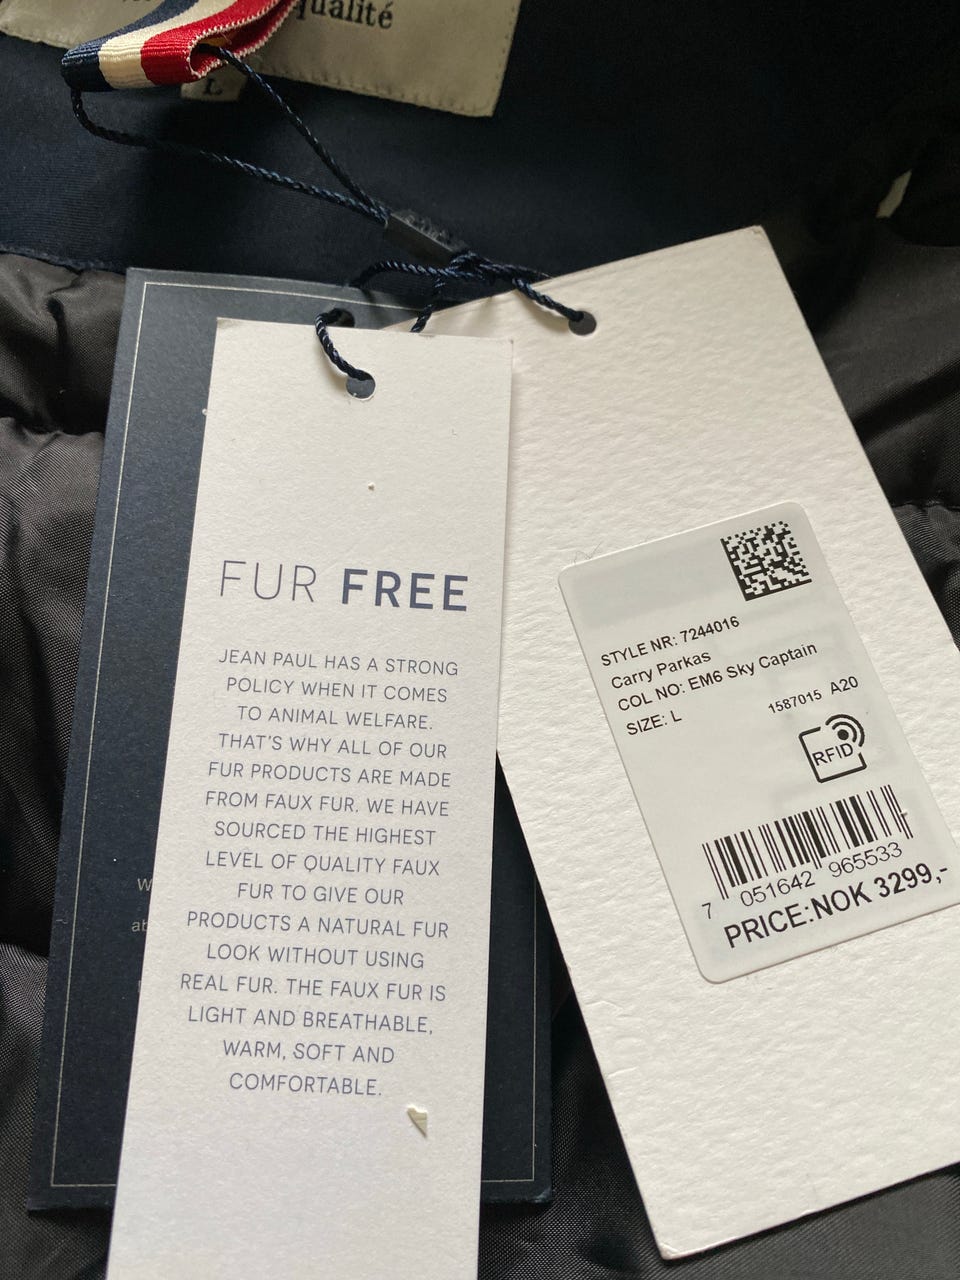 qualité
L
FUR FREE
JEAN PAUL HAS A STRONG
POLICY WHEN IT COMES
TO ANIMAL WELFARE.
THAT'S WHY ALL OF OUR
FUR PRODUCTS ARE MADE
FROM FAUX FUR. WE HAVE
SOURCED THE HIGHEST
LEVEL OF QUALITY FAUX
FUR TO GIVE OUR
PRODUCTS A NATURAL FUR
LOOK WITHOUT USING
REAL FUR. THE FAUX FUR IS
LIGHT AND BREATHABLE,
WARM, SOFT AND
COMFORTABLE.
STYLE NR: 7244016
Carry Parkas
COL NO: EM6 Sky Captain
SIZE: L
1587015 A20
RFID
7 051642 965533
PRICE:NOK 3299,-